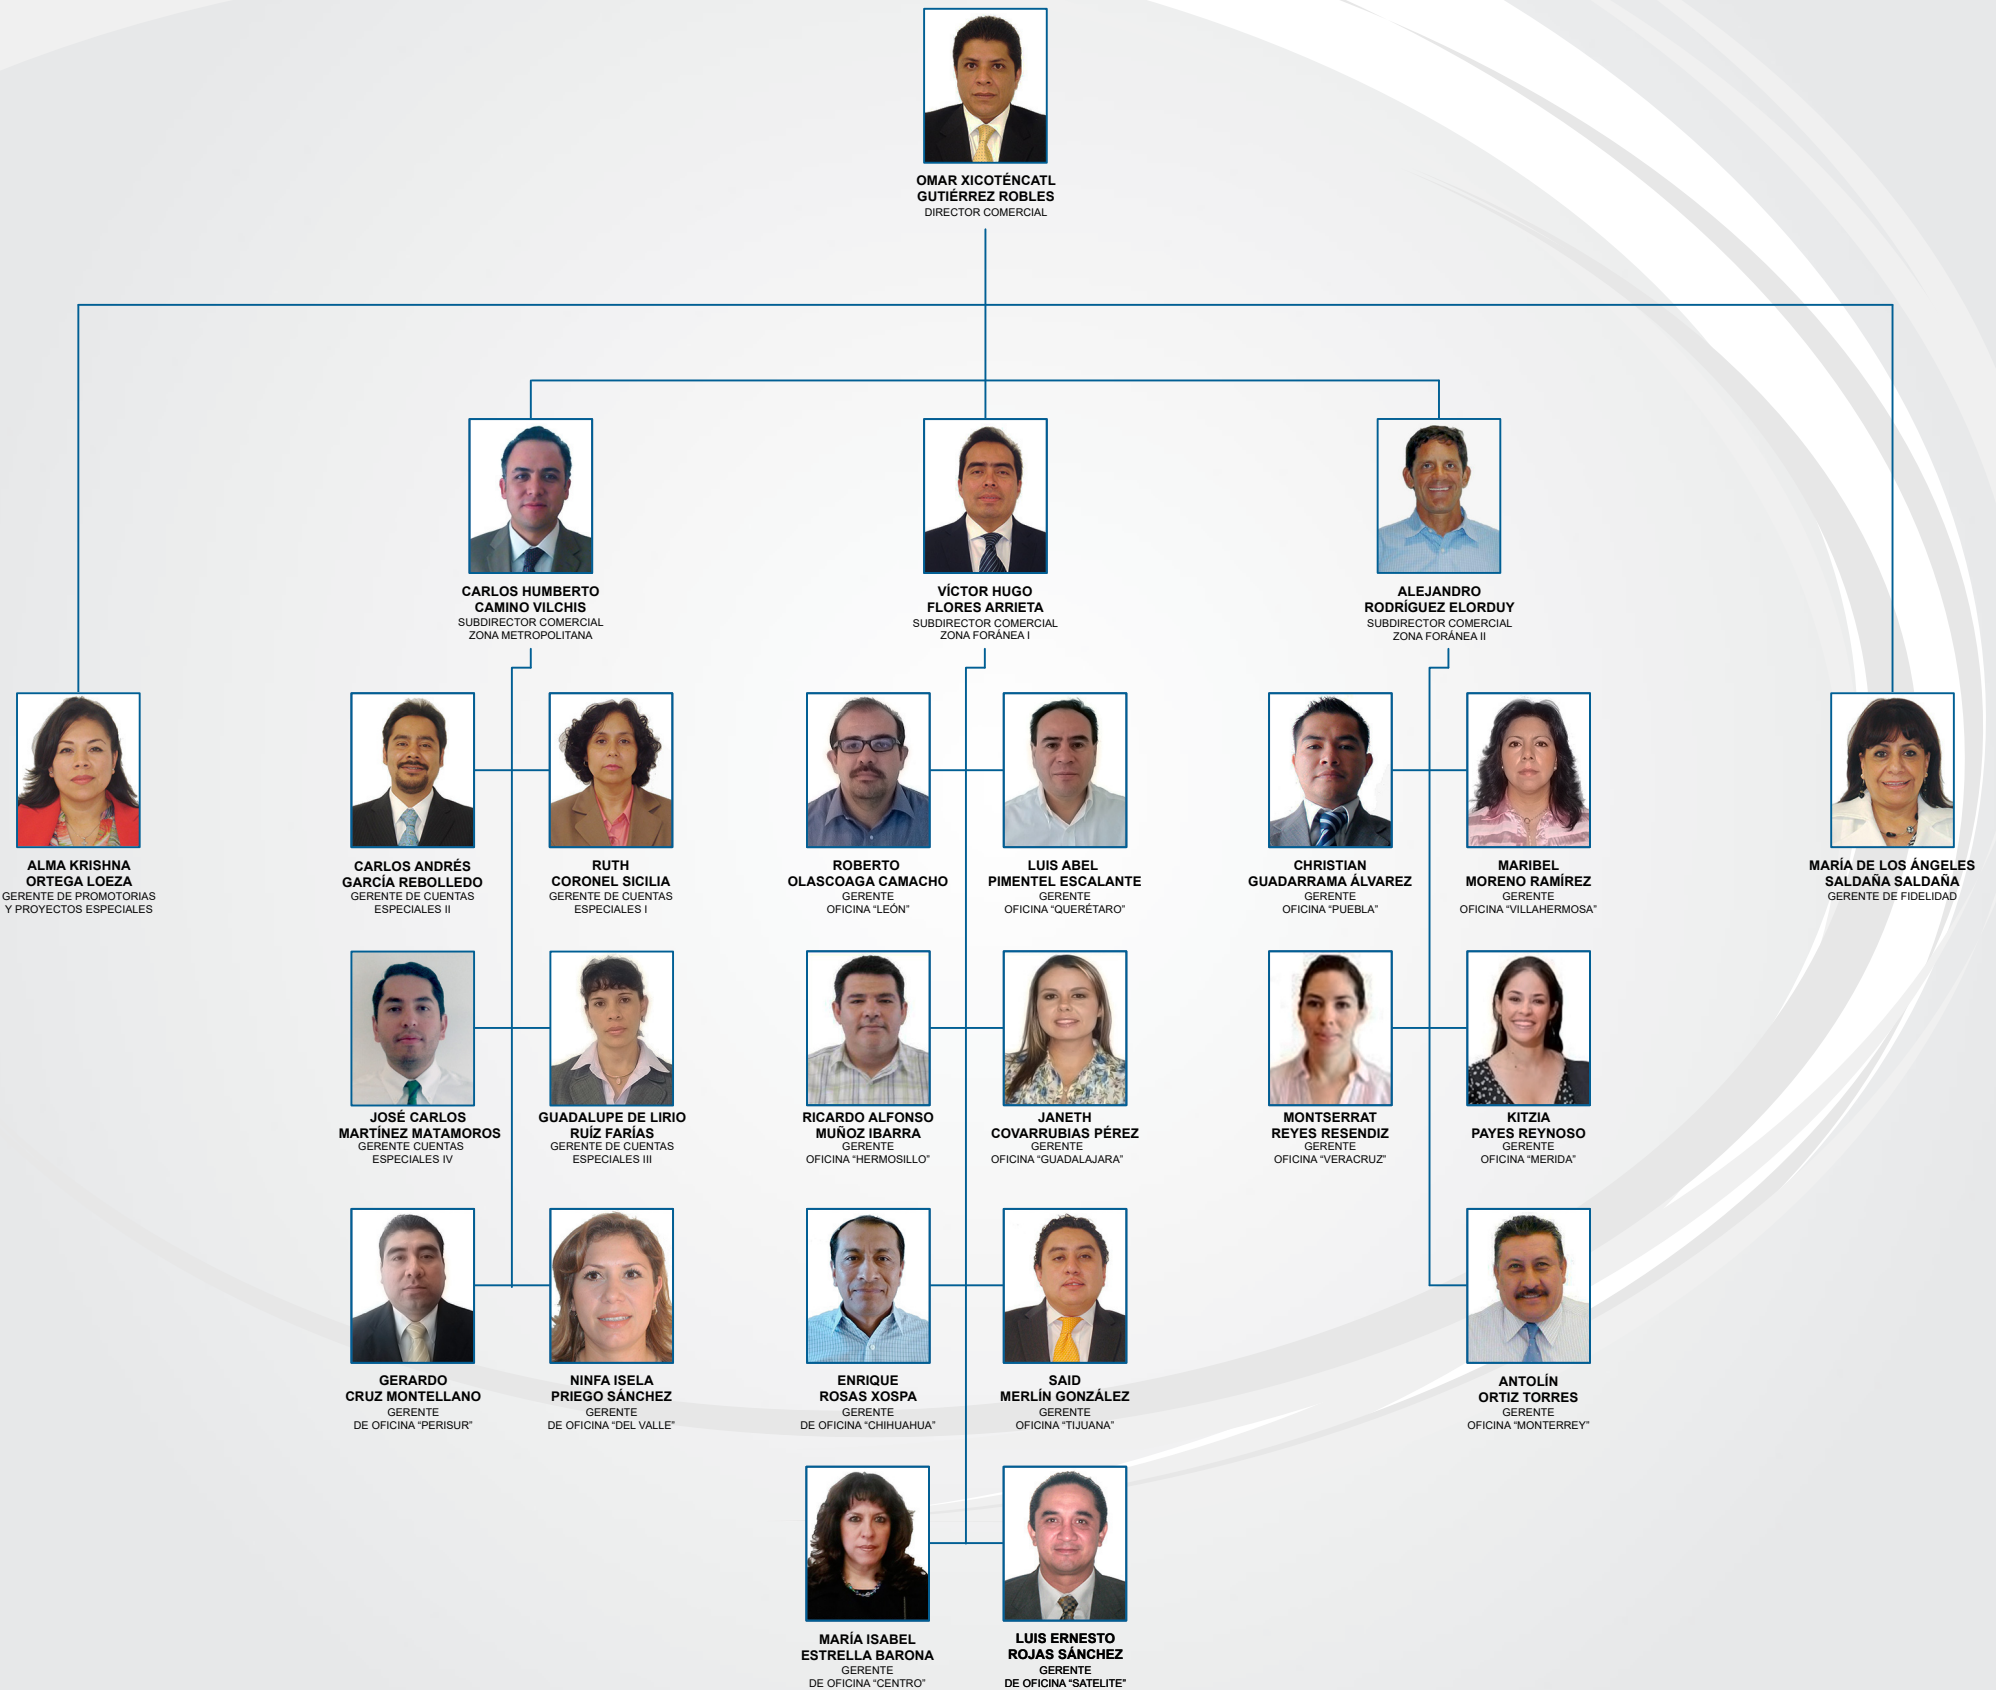 OMAR XICOTÉNCATL
GUTIÉRREZ ROBLES
DIRECTOR COMERCIAL
CARLOS HUMBERTO
CAMINO VILCHIS
SUBDIRECTOR COMERCIAL
ZONA METROPOLITANA
VÍCTOR HUGO
FLORES ARRIETA
SUBDIRECTOR COMERCIAL
ZONA FORÁNEA I
ALEJANDRO
RODRÍGUEZ ELORDUY
SUBDIRECTOR COMERCIAL
ZONA FORÁNEA II
ALMA KRISHNA
ORTEGA LOEZA
GERENTE DE PROMOTORIAS
Y PROYECTOS ESPECIALES
CARLOS ANDRÉS
GARCÍA REBOLLEDO
GERENTE DE CUENTAS
ESPECIALES II
RUTH
CORONEL SICILIA
GERENTE DE CUENTAS
ESPECIALES I
ROBERTO
OLASCOAGA CAMACHO
GERENTE
OFICINA “LEÓN”
LUIS ABEL
PIMENTEL ESCALANTE
GERENTE
OFICINA “QUERÉTARO”
CHRISTIAN
GUADARRAMA ÁLVAREZ
GERENTE
OFICINA “PUEBLA”
MARIBEL
MORENO RAMÍREZ
GERENTE
OFICINA “VILLAHERMOSA”
MARÍA DE LOS ÁNGELES
SALDAÑA SALDAÑA
GERENTE DE FIDELIDAD
JOSÉ CARLOS
MARTÍNEZ MATAMOROS
GERENTE CUENTAS
ESPECIALES IV
GUADALUPE DE LIRIO
RUÍZ FARÍAS
GERENTE DE CUENTAS
ESPECIALES III
RICARDO ALFONSO
MUÑOZ IBARRA
GERENTE
OFICINA “HERMOSILLO”
JANETH
COVARRUBIAS PÉREZ
GERENTE
OFICINA “GUADALAJARA”
MONTSERRAT
REYES RESENDIZ
GERENTE
OFICINA “VERACRUZ”
KITZIA
PAYES REYNOSO
GERENTE
OFICINA “MERIDA”
GERARDO
CRUZ MONTELLANO
GERENTE
DE OFICINA “PERISUR”
NINFA ISELA
PRIEGO SÁNCHEZ
GERENTE
DE OFICINA “DEL VALLE”
ENRIQUE
ROSAS XOSPA
GERENTE
DE OFICINA “CHIHUAHUA”
SAID
MERLÍN GONZÁLEZ
GERENTE
OFICINA “TIJUANA”
ANTOLÍN
ORTIZ TORRES
GERENTE
OFICINA “MONTERREY”
MARÍA ISABEL
ESTRELLA BARONA
GERENTE
DE OFICINA “CENTRO”
LUIS ERNESTO
ROJAS SÁNCHEZ
GERENTE
DE OFICINA “SATELITE”